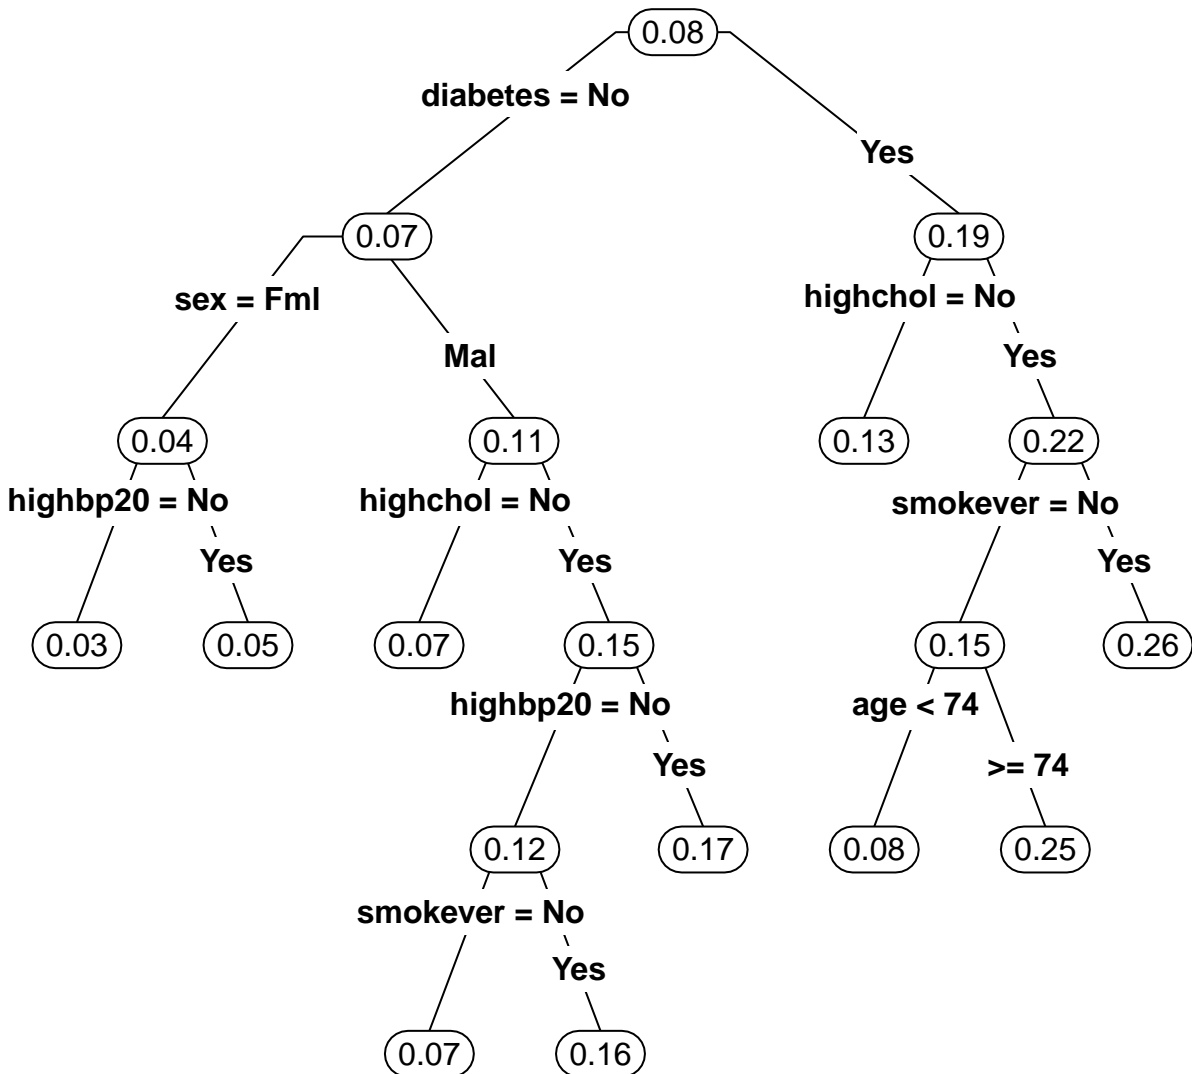 0.08
diabetes = No
Yes
0.07
0.19
sex = Fml
highchol = No
Mal
Yes
0.04
0.11
0.13
0.22
highbp20 = No
highchol = No
smokever = No
Yes
Yes
Yes
0.03
0.05
0.07
0.15
0.15
0.26
highbp20 = No
age < 74
Yes
>= 74
0.12
0.17
0.08
0.25
smokever = No
Yes
0.07
0.16